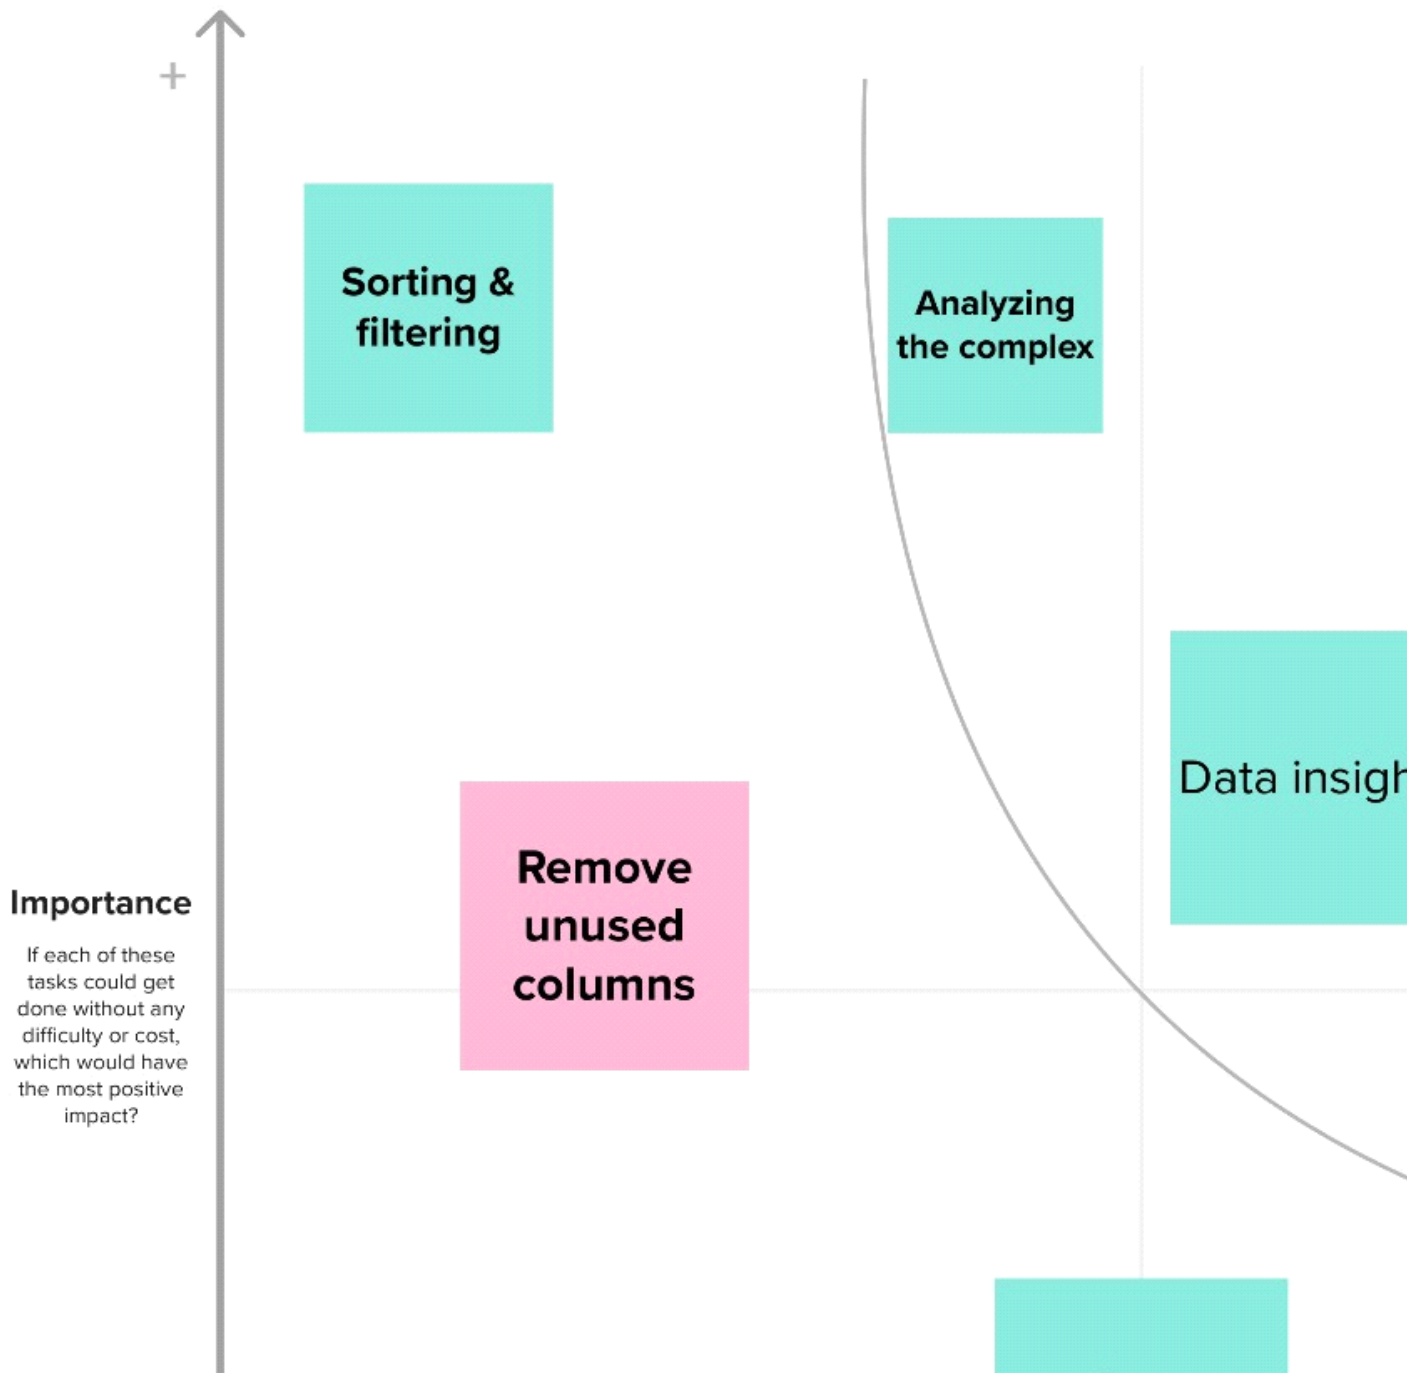 +
Sorting &
filtering
Analyzing
the complex
Data insigh
Remove
unused
columns
Importance
If each of these
tasks could get
done without any
difficulty or cost,
which would have
the most positive
impact?